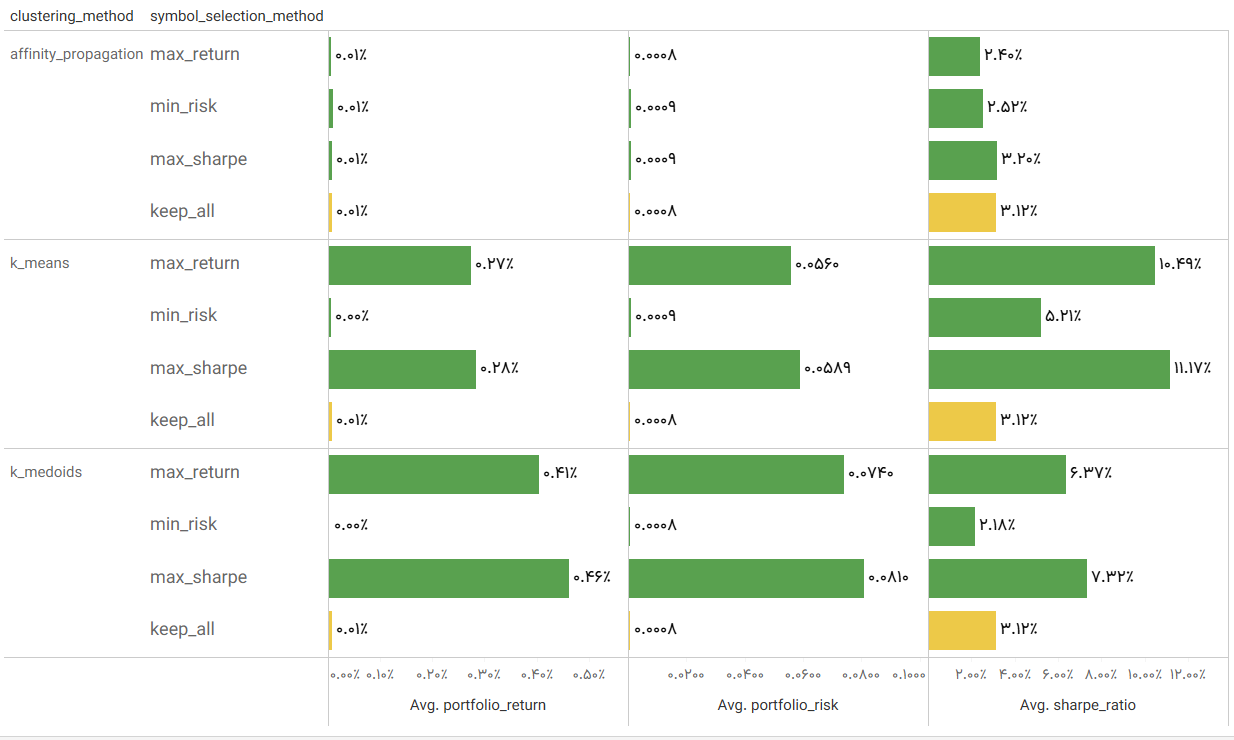 clustering_method symbol_selection_method
affinity_propagation max_return ۰.۰۱٪ ۰.۰۰۰۸ ۲.۴۰٪
min_risk ۰.۰۱٪ ۰.۰۰۰۹ ۲.۵۲٪
max_sharpe ۰.۰۱٪ ۰.۰۰۰۹ ۳.۲۰٪
keep_all ۰.۰۱٪ ۰.۰۰۰۸ ۳.۱۲٪
k_means max_return ۰.۲۷٪ ۰.۰۵۶۰ ۱۰.۴۹٪
min_risk ۰.۰۰٪ ۰.۰۰۰۹ ۵.۲۱٪
max_sharpe ۰.۲۸٪ ۰.۰۵۸۹ ۱۱.۱۷٪
keep_all ۰.۰۱٪ ۰.۰۰۰۸ ۳.۱۲٪
k_medoids max_return ۰.۴۱٪ ۰.۰۷۴۰ ۶.۳۷٪
min_risk ۰.۰۰٪ ۰.۰۰۰۸ ۲.۱۸٪
max_sharpe ۰.۴۶٪ ۰.۰۸۱۰ ۷.۳۲٪
keep_all ۰.۰۱٪ ۰.۰۰۰۸ ۳.۱۲٪
۰.۰۰٪ ۰.۱۰٪ ۰.۲۰٪ ۰.۳۰٪ ۰.۴۰٪ ۰.۵۰٪ ۰.۰۲۰۰ ۰.۰۴۰۰ ۰.۰۶۰۰ ۰.۰۸۰۰ ۰.۱۰۰۰ ۲.۰۰٪ ۴.۰۰٪ ۶.۰۰٪ ۸.۰۰٪ ۱۰.۰۰٪ ۱۲.۰۰٪
Avg. portfolio_return Avg. portfolio_risk Avg. sharpe_ratio